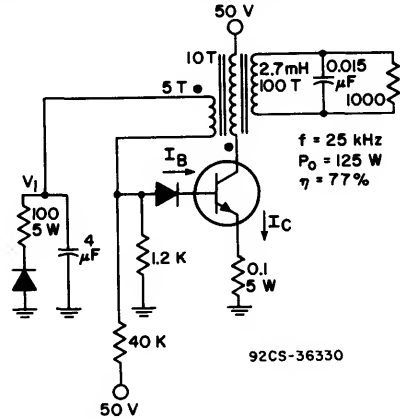 50 V
10 T
5 T
2.7mH
100 T
0.015
μF
1000
f = 25 kHz
P₀ = 125 W
η = 77%
I_B
V₁
100
5 W
4
μF
1.2 K
I_C
0.1
5 W
40 K
92CS-36330
50 V